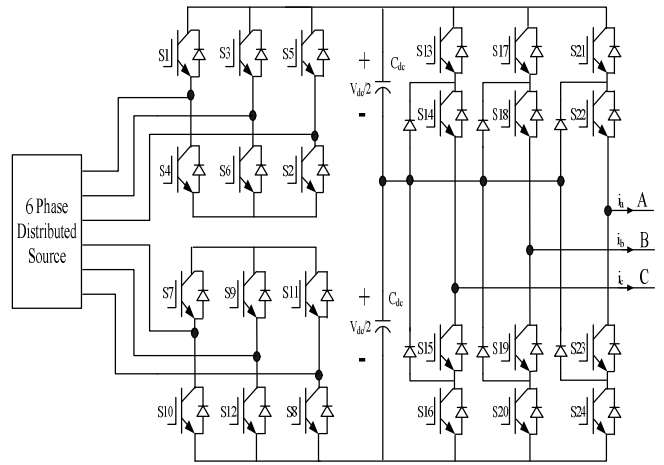 S1
S3
S5
S4
S6
S2
6 Phase
Distributed
Source
S7
S9
S11
S10
S12
S8
+
Cdc
Vdc/2
-
+
Cdc
Vdc/2
-
S13
S17
S21
S14
S18
S22
ia A
ib B
ic C
S15
S19
S23
S16
S20
S24